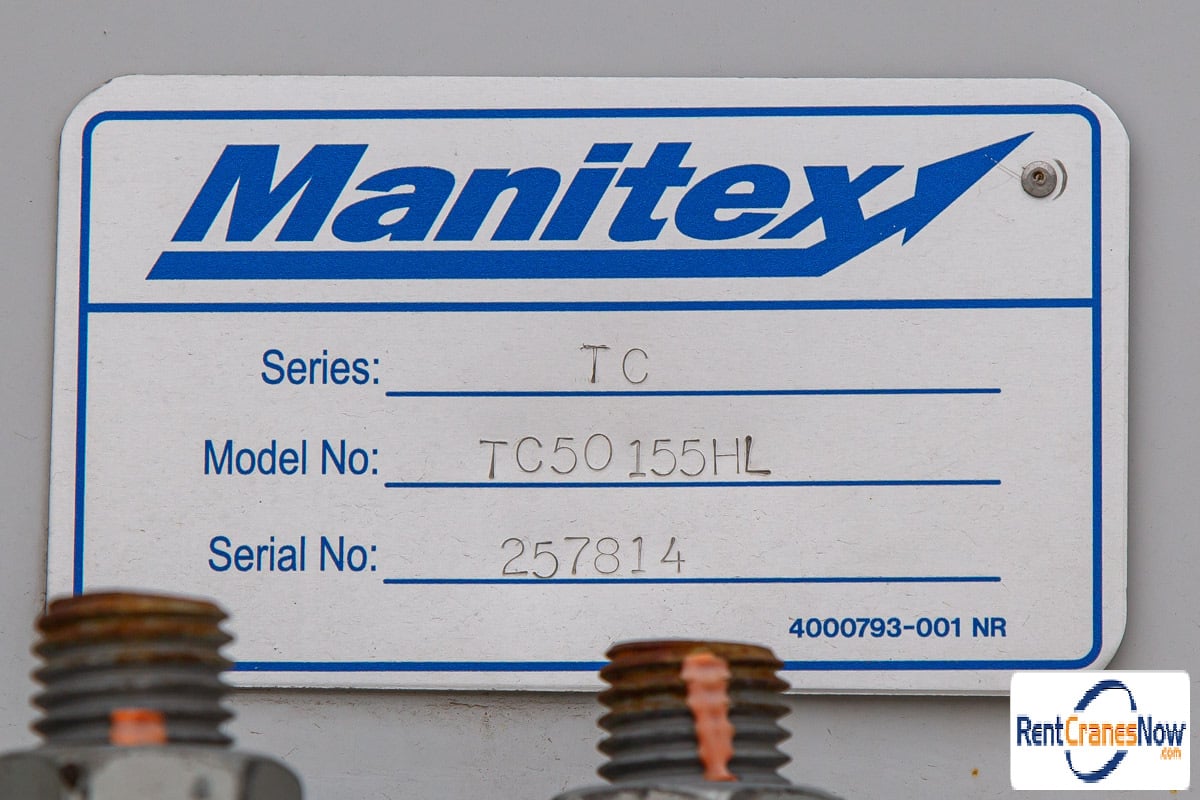 Manitex
Series: TC
Model No: TC50155HL
Serial No: 257814
4000793-001 NR
RentCranesNow
.com